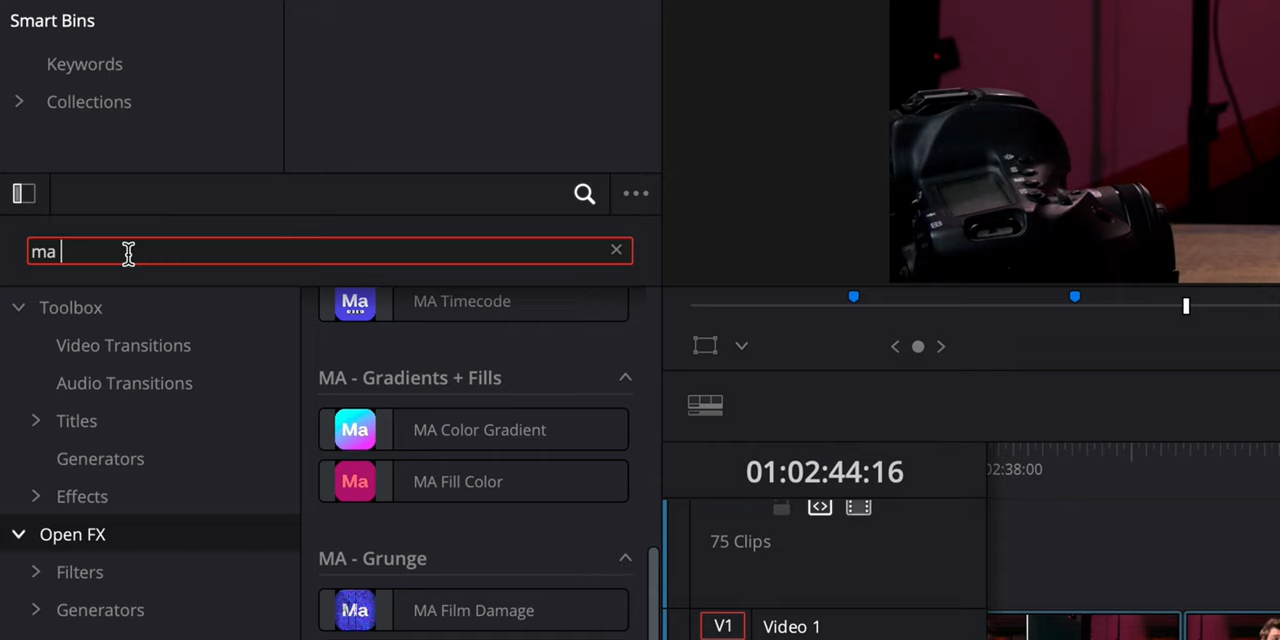 Smart Bins
Keywords
Collections
ma
Toolbox
Video Transitions
Audio Transitions
Titles
Generators
Effects
Open FX
Filters
Generators
Ma MA Timecode
MA - Gradients + Fills
Ma MA Color Gradient
Ma MA Fill Color
MA - Grunge
Ma MA Film Damage
01:02:44:16
02:38:00
75 Clips
V1 Video 1